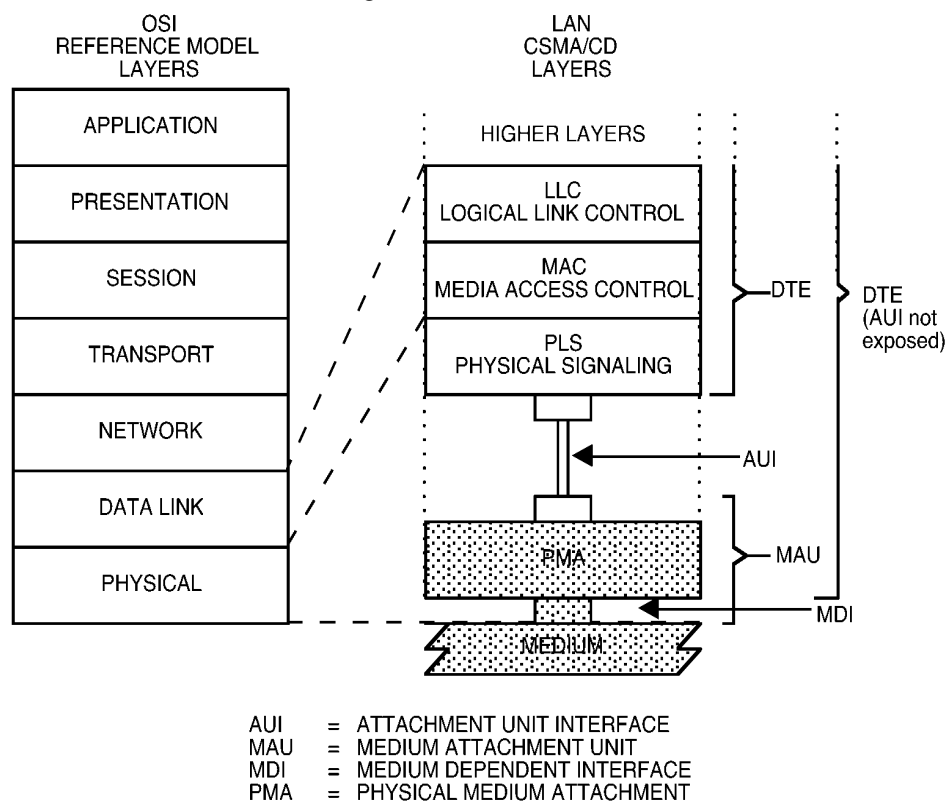 OSI
REFERENCE MODEL
LAYERS
APPLICATION
PRESENTATION
SESSION
TRANSPORT
NETWORK
DATA LINK
PHYSICAL
LAN
CSMA/CD
LAYERS
HIGHER LAYERS
LLC
LOGICAL LINK CONTROL
MAC
MEDIA ACCESS CONTROL
PLS
PHYSICAL SIGNALING
DTE
DTE
(AUI not
exposed)
AUI
PMA
MAU
MDI
MEDIUM
AUI = ATTACHMENT UNIT INTERFACE
MAU = MEDIUM ATTACHMENT UNIT
MDI = MEDIUM DEPENDENT INTERFACE
PMA = PHYSICAL MEDIUM ATTACHMENT